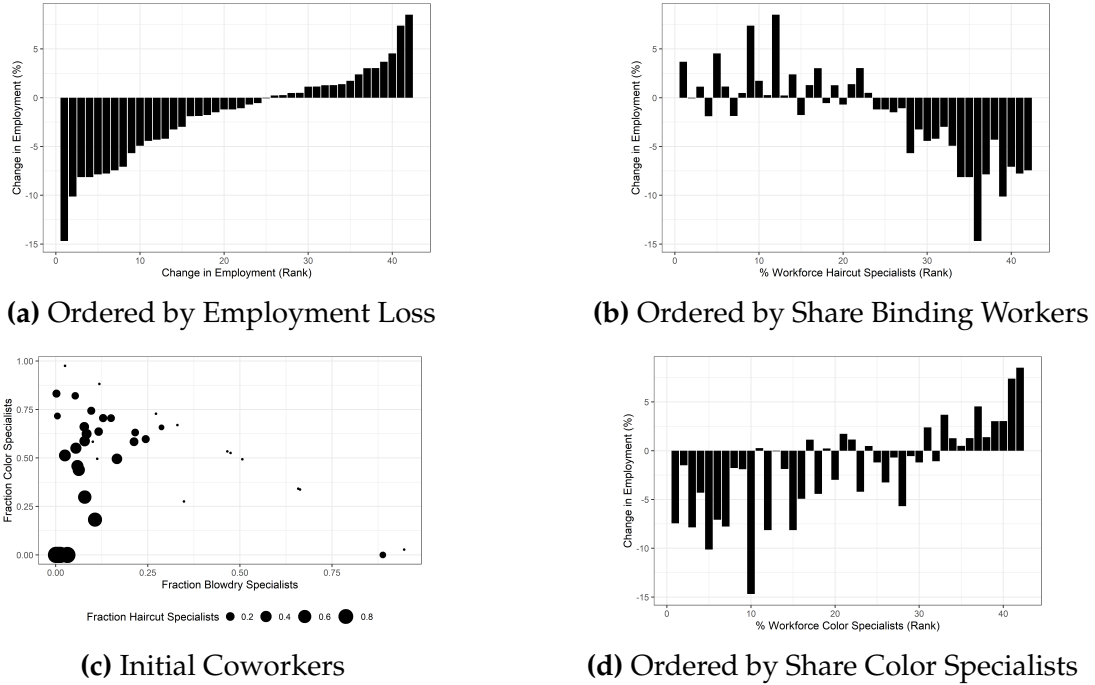 Change in Employment (%)
5
0
-5
-10
-15
0 10 20 30 40
Change in Employment (Rank)
(a) Ordered by Employment Loss
Change in Employment (%)
5
0
-5
-10
-15
0 10 20 30 40
% Workforce Haircut Specialists (Rank)
(b) Ordered by Share Binding Workers
Fraction Color Specialists
1.00
0.75
0.50
0.25
0.00
0.00 0.25 0.50 0.75
Fraction Blowdry Specialists
Fraction Haircut Specialists 0.2 0.4 0.6 0.8
(c) Initial Coworkers
Change in Employment (%)
5
0
-5
-10
-15
0 10 20 30 40
% Workforce Color Specialists (Rank)
(d) Ordered by Share Color Specialists